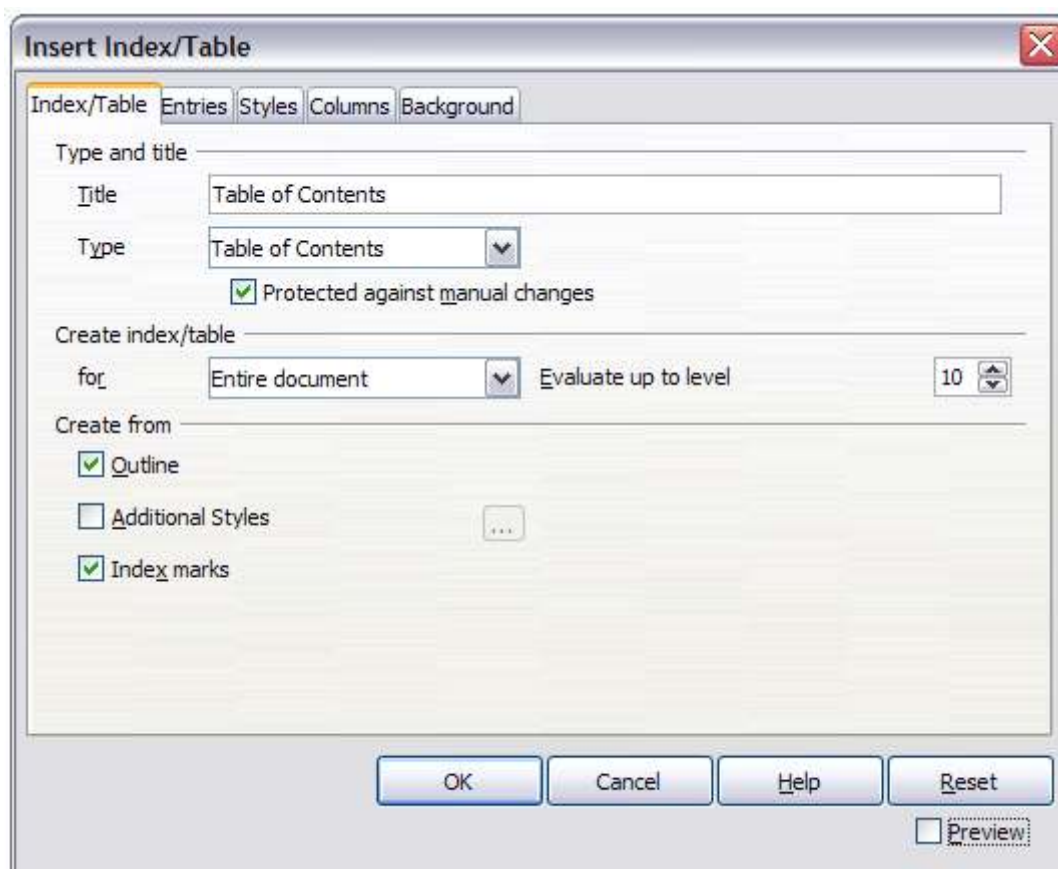 Insert Index/Table
Index/Table Entries Styles Columns Background
Type and title
Title Table of Contents
Type Table of Contents
Protected against manual changes
Create index/table
for Entire document Evaluate up to level 10
Create from
Outline
Additional Styles ...
Index marks
OK Cancel Help Reset
Preview